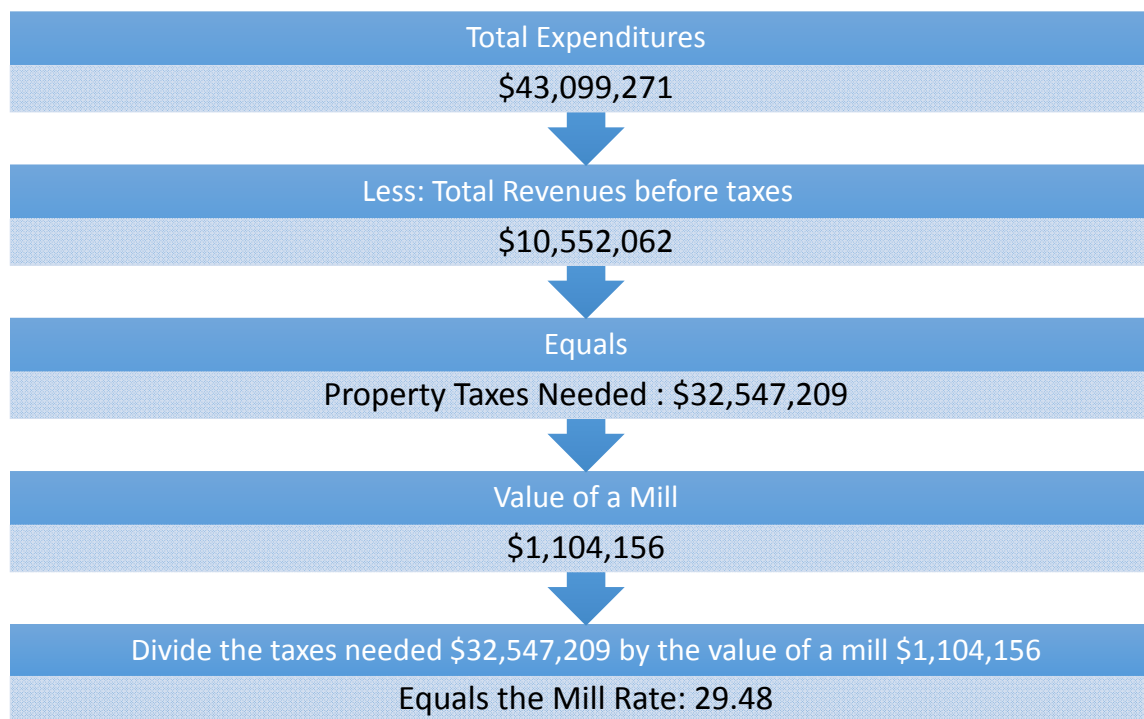 Total Expenditures
$43,099,271
Less: Total Revenues before taxes
$10,552,062
Equals
Property Taxes Needed : $32,547,209
Value of a Mill
$1,104,156
Divide the taxes needed $32,547,209 by the value of a mill $1,104,156
Equals the Mill Rate: 29.48